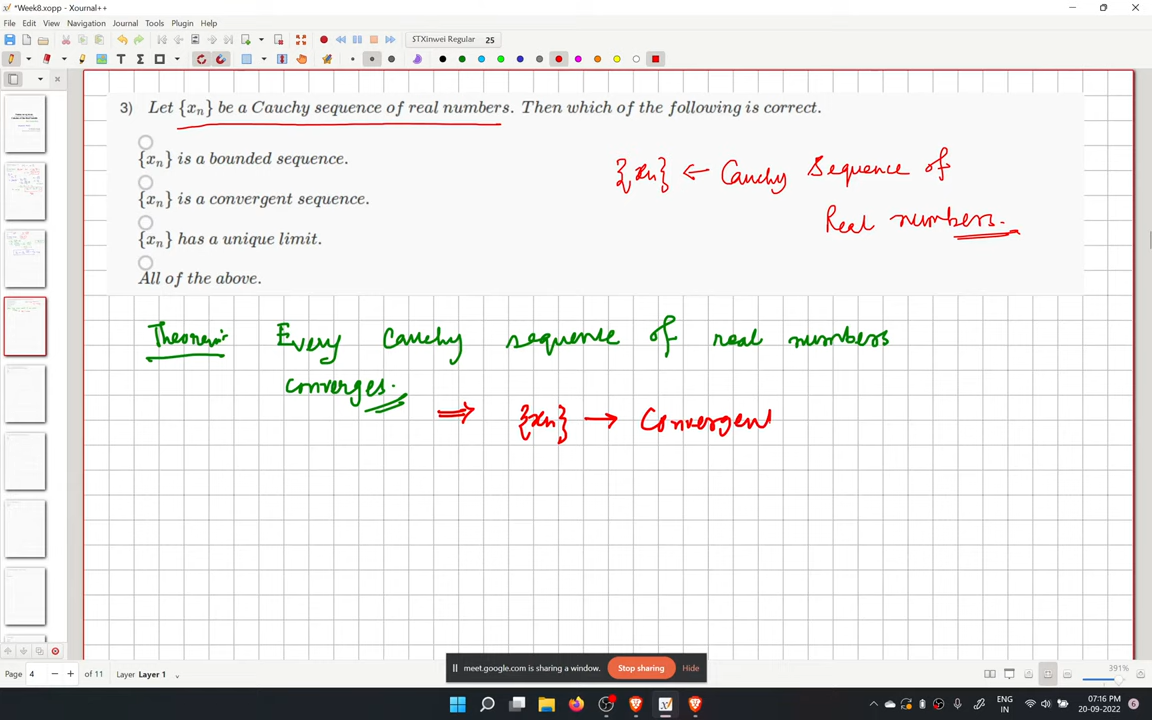 *Week8.xopp - Xournal++
File Edit View Navigation Journal Tools Plugin Help
STXinwei Regular 25
3) Let {xn} be a Cauchy sequence of real numbers. Then which of the following is correct.
{xn} is a bounded sequence.
{xn} is a convergent sequence.
{xn} has a unique limit.
All of the above.
{xn} ← Cauchy Sequence of
Real numbers.
Theorem: Every Cauchy sequence of real numbers
converges.
⇒ {xn} → Convergent
meet.google.com is sharing a window. Stop sharing Hide
Page 4 of 11 Layer Layer 1
391%
ENG
IN
07:16 PM
20-09-2022
6